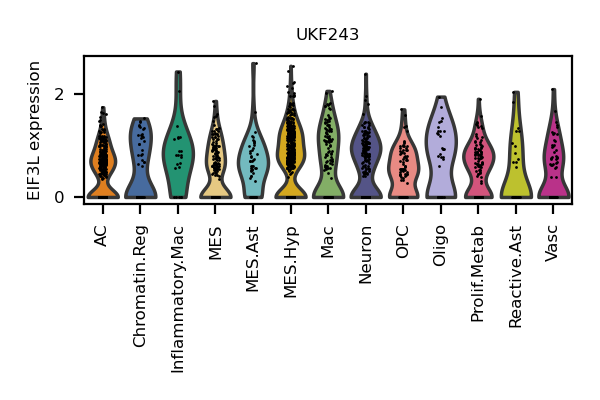 UKF243
EIF3L expression
2
0
AC
Chromatin.Reg
Inflammatory.Mac
MES
MES.Ast
MES.Hyp
Mac
Neuron
OPC
Oligo
Prolif.Metab
Reactive.Ast
Vasc